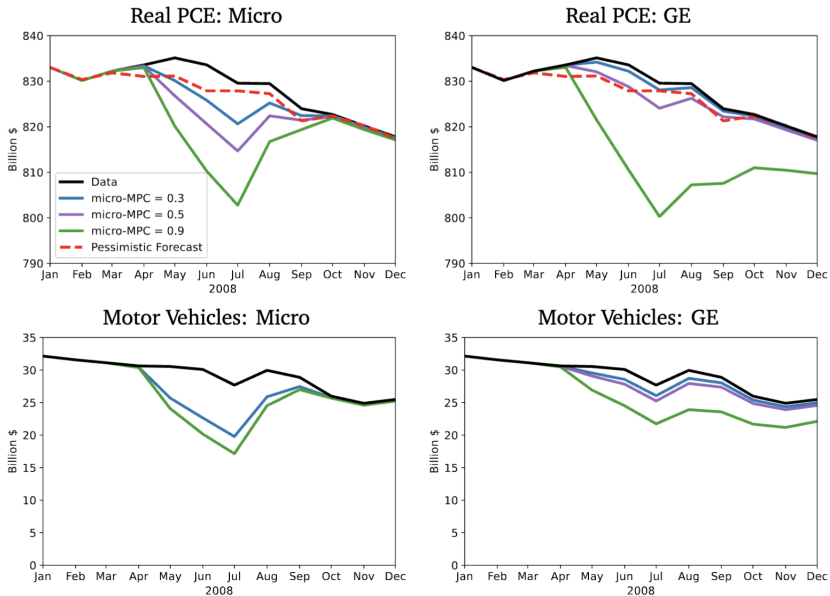 Real PCE: Micro
840
830
820
810
800
790
Billion $
Data
micro-MPC = 0.3
micro-MPC = 0.5
micro-MPC = 0.9
Pessimistic Forecast
Jan Feb Mar Apr May Jun Jul Aug Sep Oct Nov Dec
2008
Real PCE: GE
840
830
820
810
800
790
Billion $
Jan Feb Mar Apr May Jun Jul Aug Sep Oct Nov Dec
2008
Motor Vehicles: Micro
35
30
25
20
15
10
5
0
Billion $
Jan Feb Mar Apr May Jun Jul Aug Sep Oct Nov Dec
2008
Motor Vehicles: GE
35
30
25
20
15
10
5
0
Billion $
Jan Feb Mar Apr May Jun Jul Aug Sep Oct Nov Dec
2008